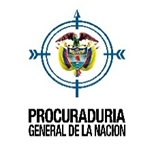 PROCURADURIA
GENERAL DE LA NACION